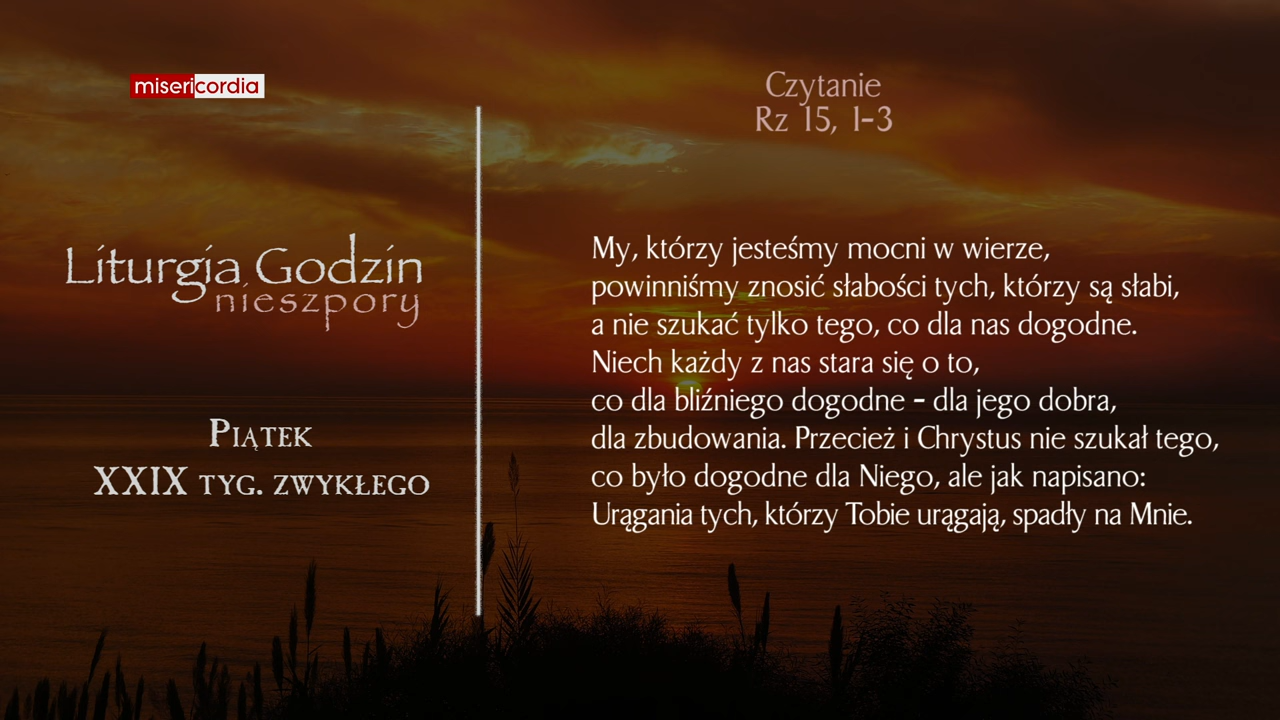 misericordia
Liturgia Godzin
nieszpory
Piątek
XXIX tyg. zwykłego
Czytanie
Rz 15, 1-3
My, którzy jesteśmy mocni w wierze,
powinniśmy znosić słabości tych, którzy są słabi,
a nie szukać tylko tego, co dla nas dogodne.
Niech każdy z nas stara się o to,
co dla bliźniego dogodne - dla jego dobra,
dla zbudowania. Przecież i Chrystus nie szukał tego,
co było dogodne dla Niego, ale jak napisano:
Urągania tych, którzy Tobie urągają, spadły na Mnie.